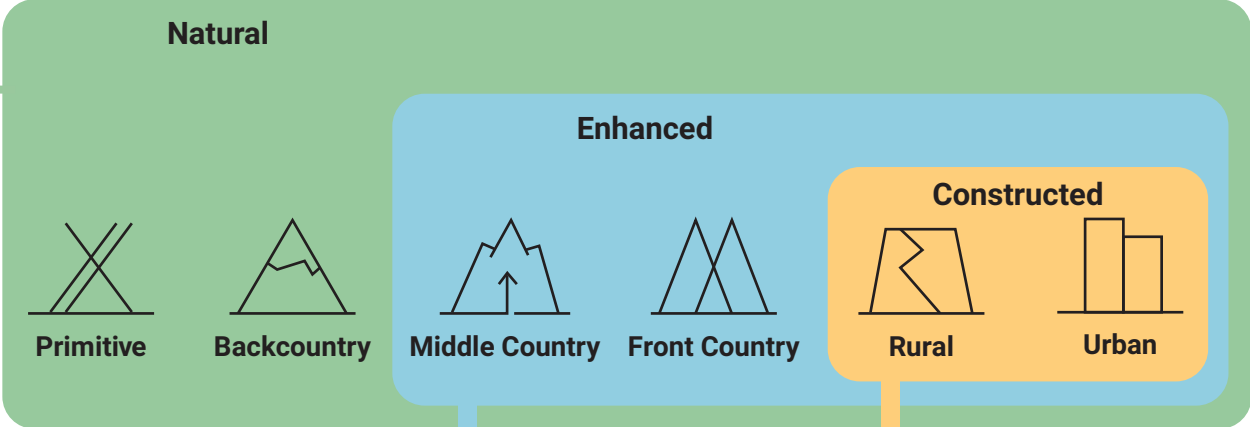 Natural
Enhanced
Constructed
Primitive
Backcountry
Middle Country
Front Country
Rural
Urban